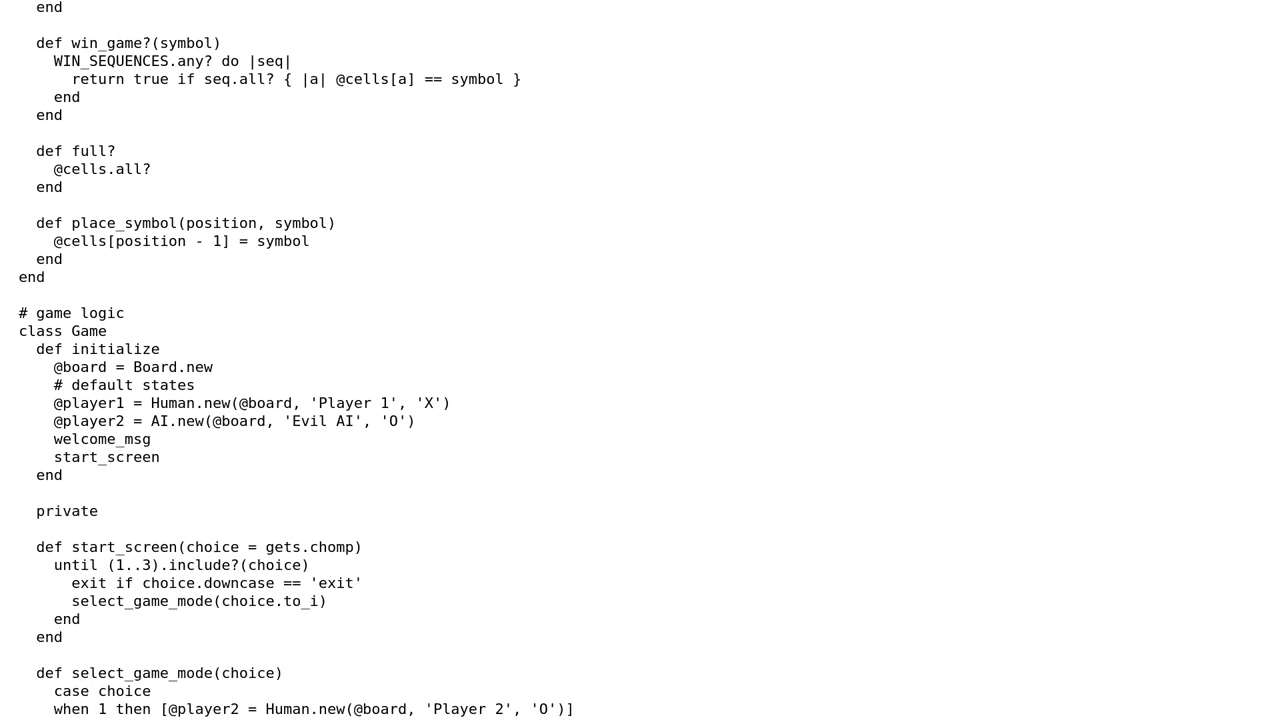 end

  def win_game?(symbol)
    WIN_SEQUENCES.any? do |seq|
      return true if seq.all? { |a| @cells[a] == symbol }
    end
  end

  def full?
    @cells.all?
  end

  def place_symbol(position, symbol)
    @cells[position - 1] = symbol
  end
end

# game logic
class Game
  def initialize
    @board = Board.new
    # default states
    @player1 = Human.new(@board, 'Player 1', 'X')
    @player2 = AI.new(@board, 'Evil AI', 'O')
    welcome_msg
    start_screen
  end

  private

  def start_screen(choice = gets.chomp)
    until (1..3).include?(choice)
      exit if choice.downcase == 'exit'
      select_game_mode(choice.to_i)
    end
  end

  def select_game_mode(choice)
    case choice
    when 1 then [@player2 = Human.new(@board, 'Player 2', 'O')]